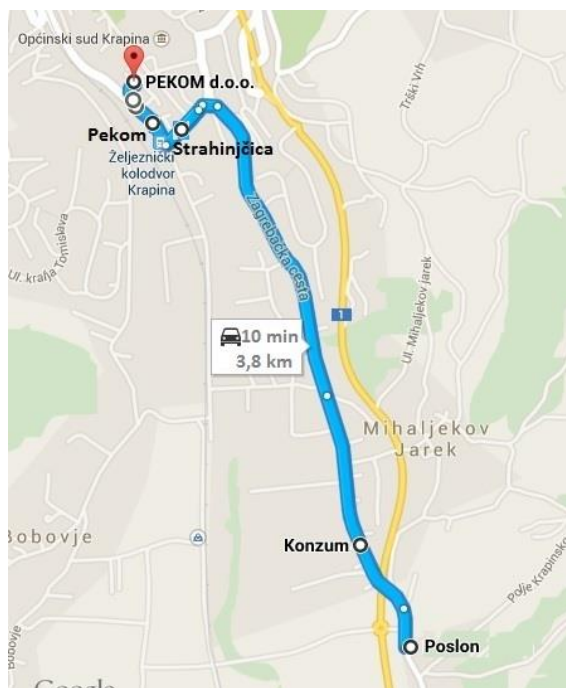 Općinski sud Krapina
PEKOM d.o.o.
Pekom
Strahinjčica
Željeznički
kolodvor
Krapina
Trški Vrh
Zagrebačka cesta
Ul. kralja Tomislava
1
Ul. Mihaljekov jarek
10 min
3,8 km
Mihaljekov
Jarek
Konzum
Bobovje
Polje Krapinsko
Poslon
Bobovje
Google